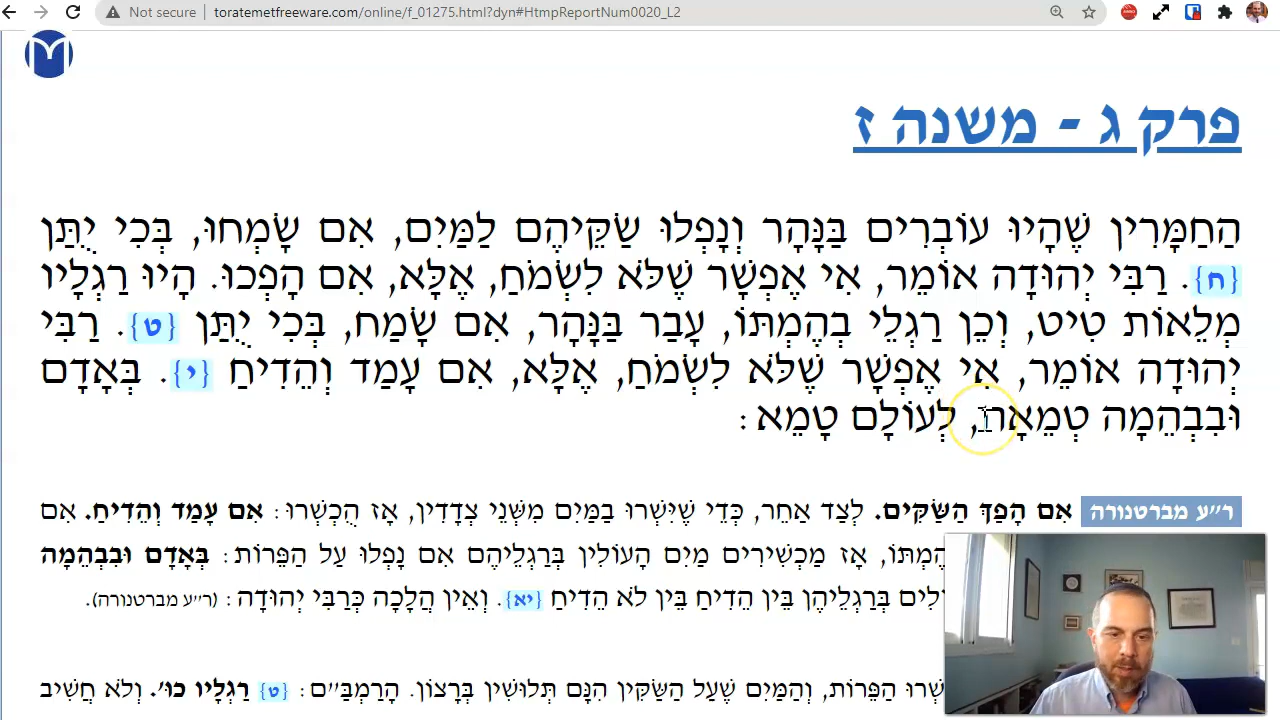 Not secure | toratemetfreeware.com/online/f_01275.html?dyn#HtmpReportNum0020_L2
פרק ג - משנה ז
הַחַמָּרִין שֶׁהָיוּ עוֹבְרִים בַּנָּהָר וְנָפְלוּ שַׂקֵּיהֶם לַמַּיִם, אִם שָׂמְחוּ, בְּכִי יֻתַּן
{ח}. רַבִּי יְהוּדָה אוֹמֵר, אִי אֶפְשָׁר שֶׁלֹּא לִשְׂמֹחַ, אֶלָּא, אִם הָפְכוּ. הָיוּ רַגְלָיו
מְלֵאוֹת טִיט, וְכֵן רַגְלֵי בְהֶמְתּוֹ, עָבַר בַּנָּהָר, אִם שָׂמַח, בְּכִי יֻתַּן {ט}. רַבִּי
יְהוּדָה אוֹמֵר, אִי אֶפְשָׁר שֶׁלֹּא לִשְׂמֹחַ, אֶלָּא, אִם עָמַד וְהֵדִיחַ {י}. בְּאָדָם
וּבִבְהֵמָה טְמֵאָה, לְעוֹלָם טָמֵא:
ר"ע מברטנורה אִם הָפַךְ הַשַּׂקִּים. לְצַד אַחֵר, כְּדֵי שֶׁיִּשְׁרוּ בַמַּיִם מִשְּׁנֵי צְדָדִין, אָז הֻכְשְׁרוּ: אִם עָמַד וְהֵדִיחַ. אִם
הֶמְתּוֹ, אָז מַכְשִׁירִים מַיִם הָעוֹלִין בְּרַגְלֵיהֶם אִם נָפְלוּ עַל הַפֵּרוֹת: בְּאָדָם וּבִבְהֵמָה
בְּרַגְלֵיהֶן בֵּין הֵדִיחַ בֵּין לֹא הֵדִיחַ {יא}. וְאֵין הֲלָכָה כְּרַבִּי יְהוּדָה: (ר"ע מברטנורה).
הַפֵּרוֹת, וְהַמַּיִם שֶׁעַל הַשַּׂקִּין הִנָּם תְּלוּשִׁין בְּרָצוֹן. הָרַמְבַּ"ם: {ט} רַגְלָיו כוּ'. וְלֹא חֲשִׁיב